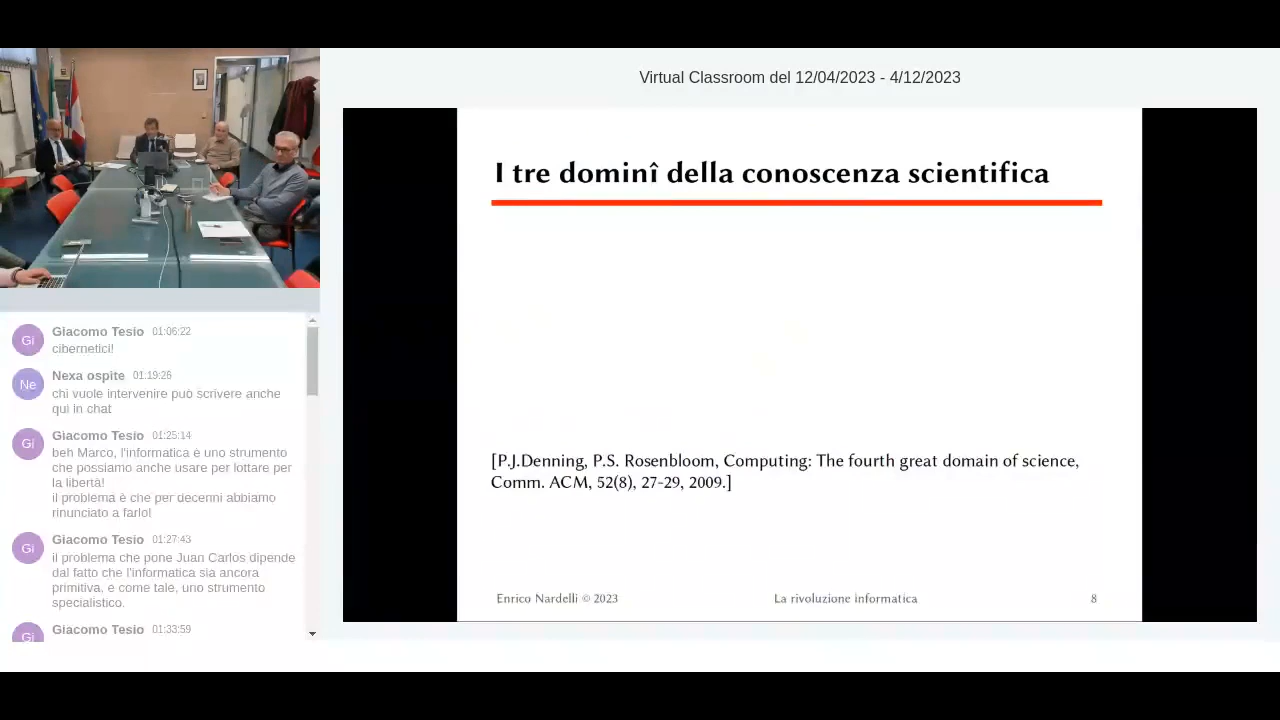 Virtual Classroom del 12/04/2023 - 4/12/2023
I tre dominî della conoscenza scientifica
[P.J.Denning, P.S. Rosenbloom, Computing: The fourth great domain of science,
Comm. ACM, 52(8), 27-29, 2009.]
Enrico Nardelli © 2023
La rivoluzione informatica
8
Gi
Giacomo Tesio 01:06:22
cibernetici!
Ne
Nexa ospite 01:19:26
chi vuole intervenire può scrivere anche
qui in chat
Gi
Giacomo Tesio 01:25:14
beh Marco, l'informatica è uno strumento
che possiamo anche usare per lottare per
la libertà!
il problema è che per decenni abbiamo
rinunciato a farlo!
Gi
Giacomo Tesio 01:27:43
il problema che pone Juan Carlos dipende
dal fatto che l'informatica sia ancora
primitiva, e come tale, uno strumento
specialistico.
Gi
Giacomo Tesio 01:33:59